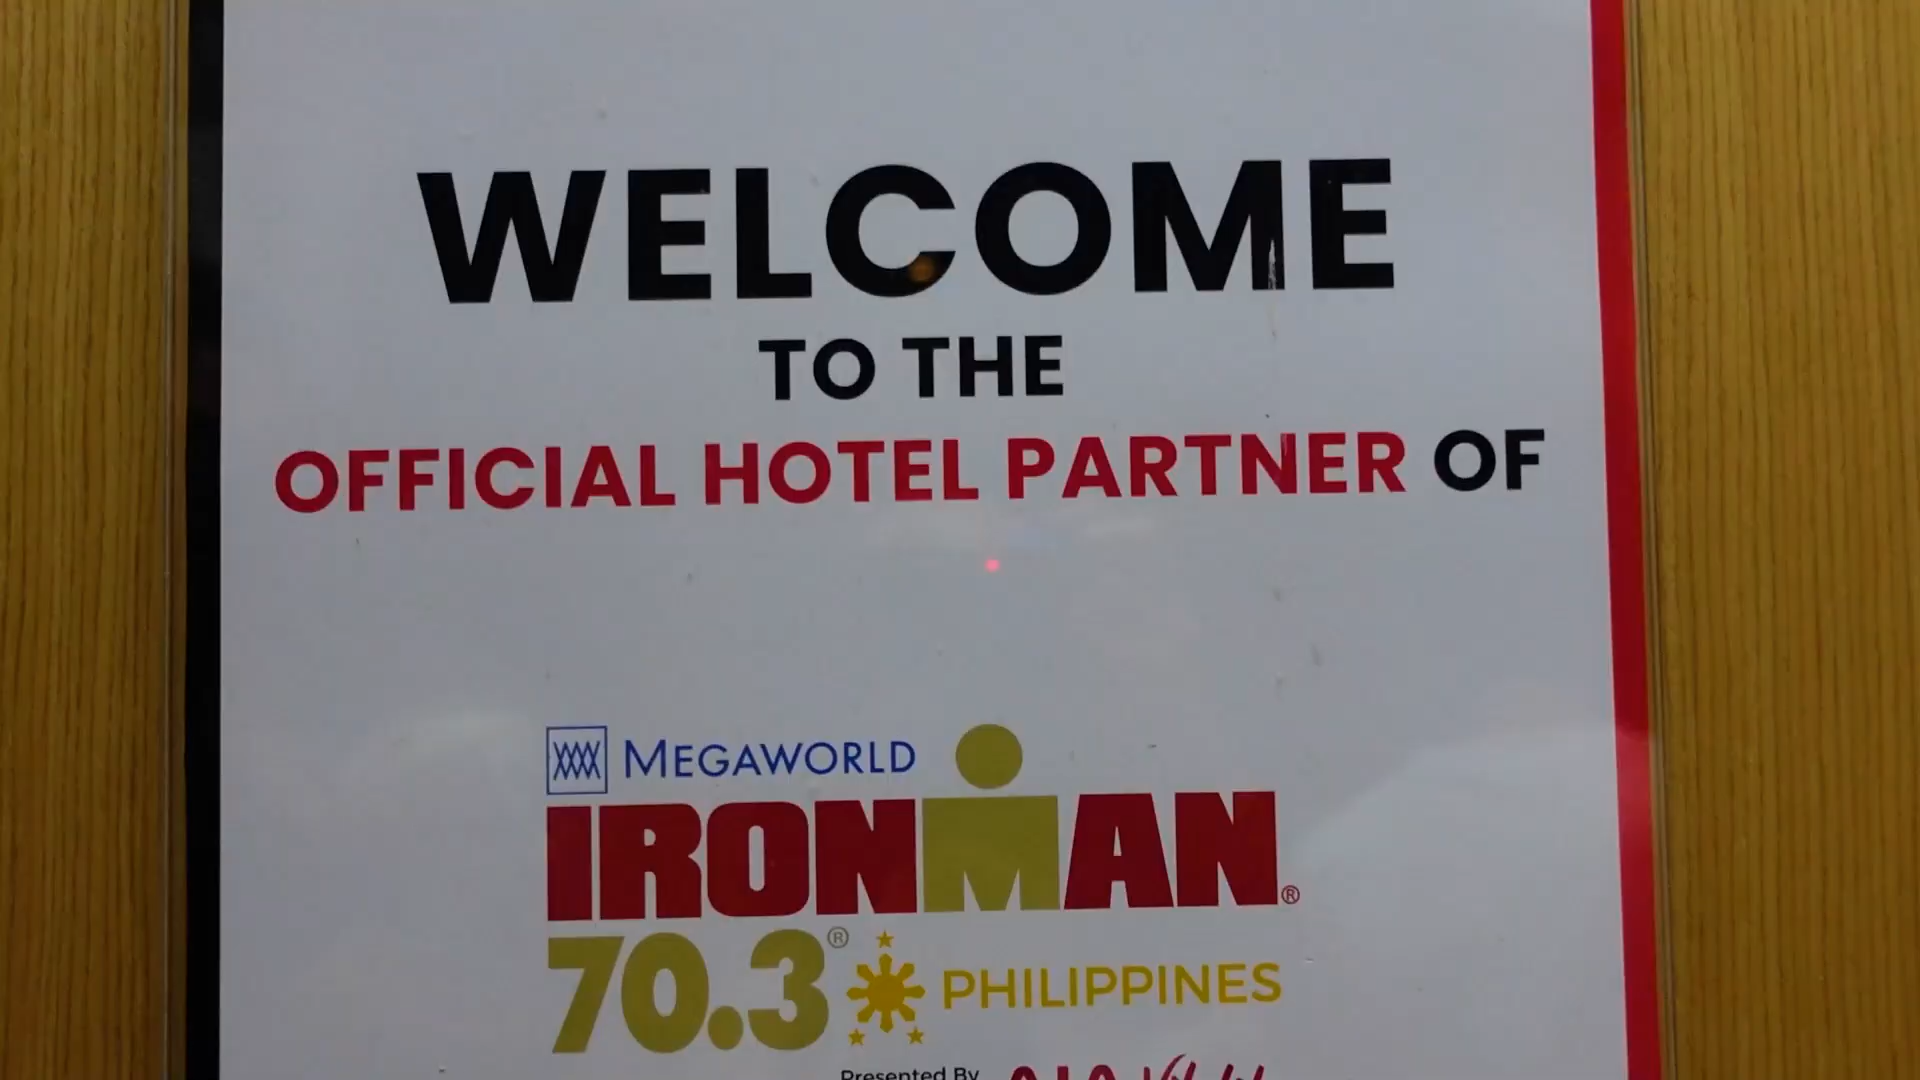 WELCOME
TO THE
OFFICIAL HOTEL PARTNER OF
MEGAWORLD
IRONMAN®
70.3® PHILIPPINES
Presented By